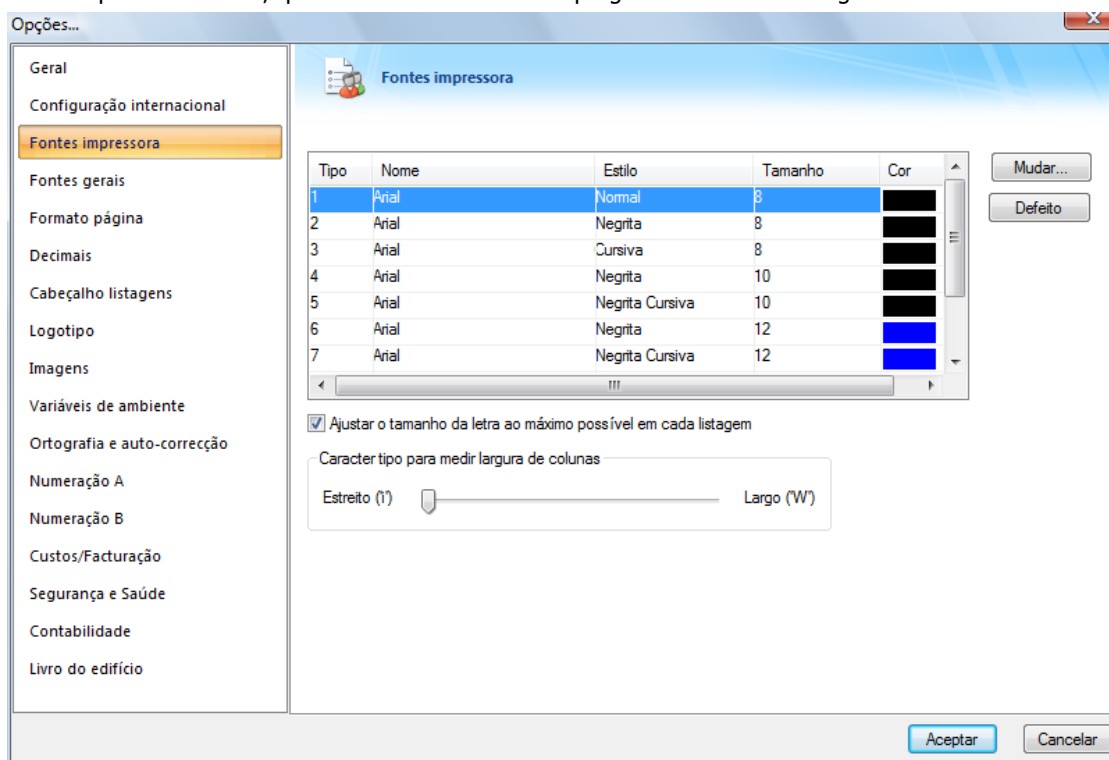 Opções...
Geral
Configuração internacional
Fontes impressora
Fontes gerais
Formato página
Decimais
Cabeçalho listagens
Logotipo
Imagens
Variáveis de ambiente
Ortografia e auto-correcção
Numeração A
Numeração B
Custos/Facturação
Segurança e Saúde
Contabilidade
Livro do edifício
Fontes impressora
Tipo Nome Estilo Tamanho Cor
1 Arial Normal 8
2 Arial Negrita 8
3 Arial Cursiva 8
4 Arial Negrita 10
5 Arial Negrita Cursiva 10
6 Arial Negrita 12
7 Arial Negrita Cursiva 12
Mudar...
Defeito
Ajustar o tamanho da letra ao máximo possível em cada listagem
Caracter tipo para medir largura de colunas
Estreito ('i') Largo ('W')
Aceptar Cancelar